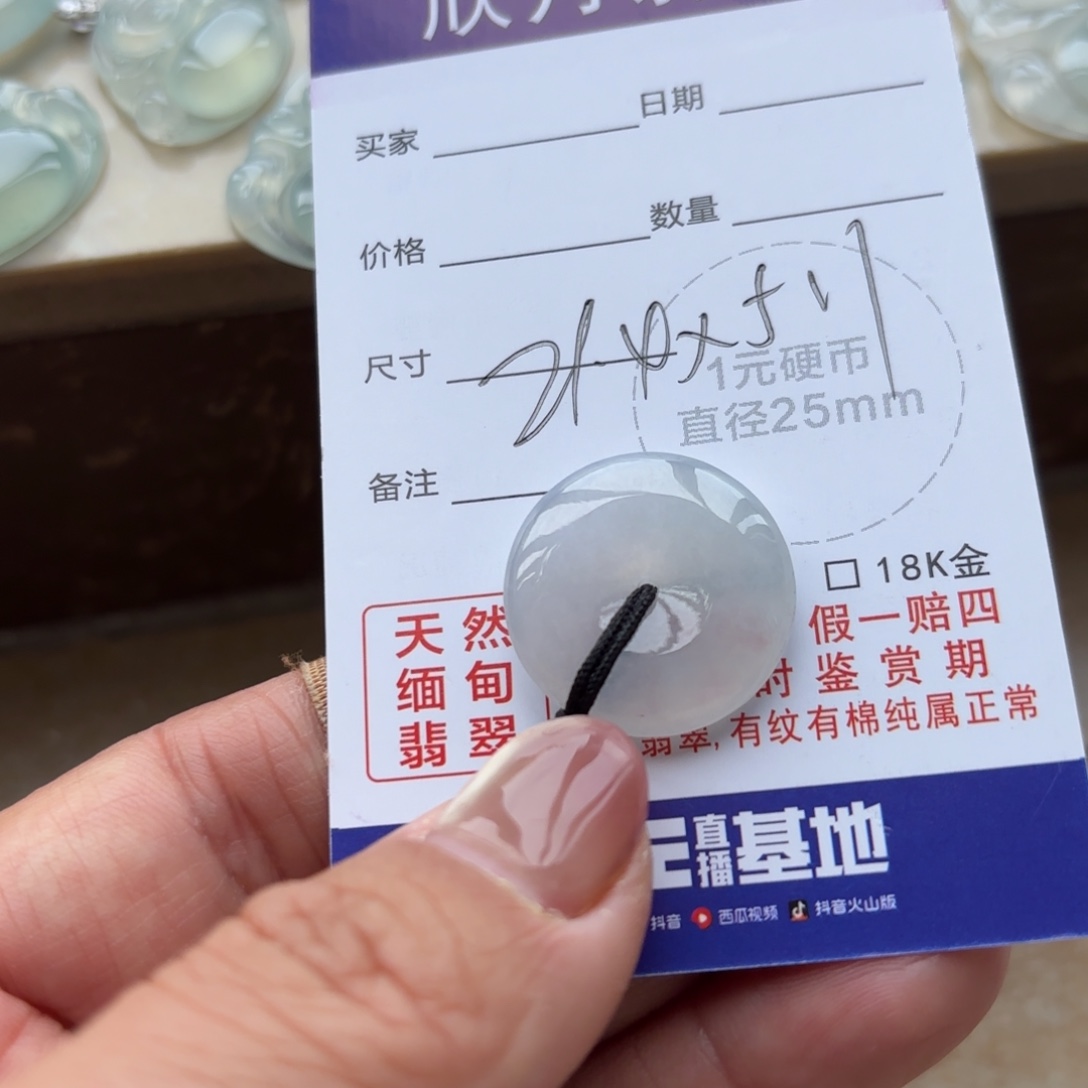 买家 日期
价格 数量
尺寸
1元硬币
直径25mm
备注
18K金
天然 假一赔四
缅甸 时鉴赏期
翡翠 翡翠,有纹有棉纯属正常
直播基地
抖音 西瓜视频 抖音火山版